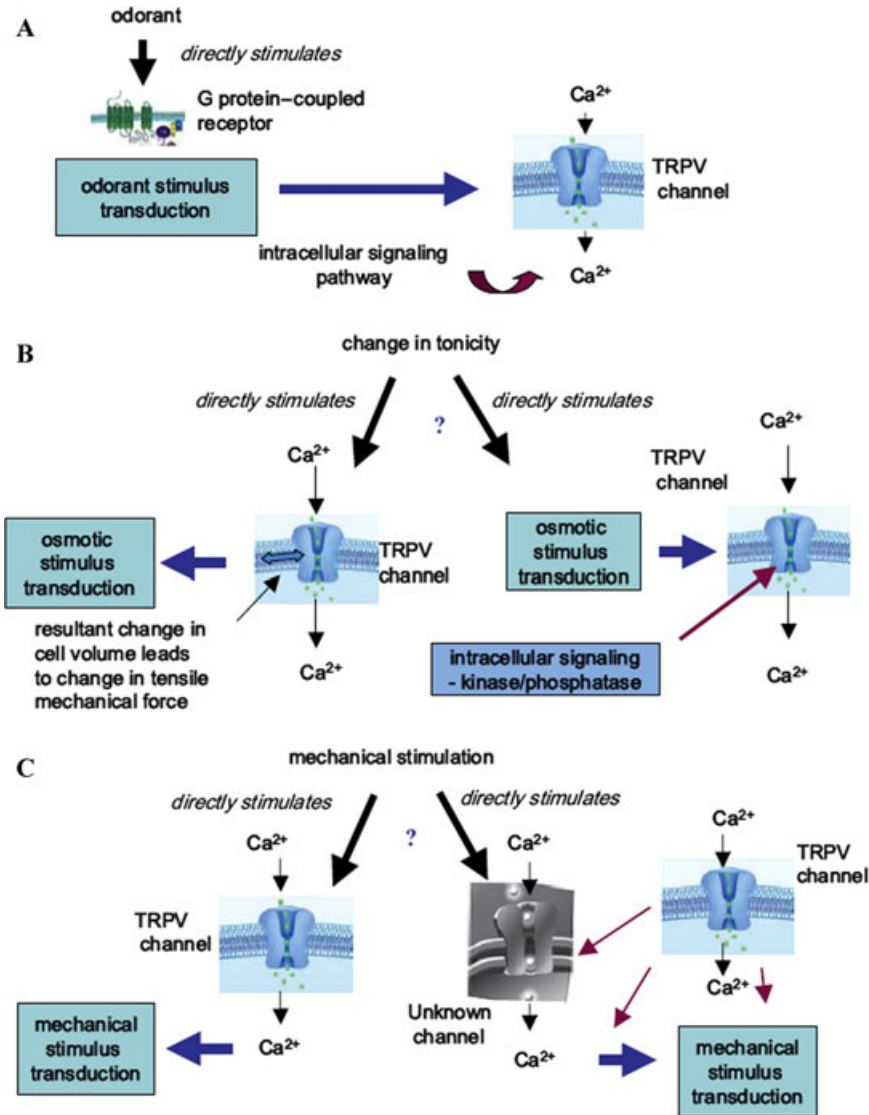 A
odorant
directly stimulates
G protein–coupled
receptor
odorant stimulus
transduction
Ca2+
TRPV
channel
intracellular signaling
pathway
Ca2+
B
change in tonicity
directly stimulates
directly stimulates
?
Ca2+
TRPV
channel
osmotic
stimulus
transduction
resultant change in
cell volume leads
to change in tensile
mechanical force
Ca2+
Ca2+
TRPV
channel
osmotic
stimulus
transduction
intracellular signaling
- kinase/phosphatase
Ca2+
C
mechanical stimulation
directly stimulates
directly stimulates
?
Ca2+
TRPV
channel
Ca2+
mechanical
stimulus
transduction
Ca2+
Unknown
channel
Ca2+
Ca2+
TRPV
channel
Ca2+
mechanical
stimulus
transduction